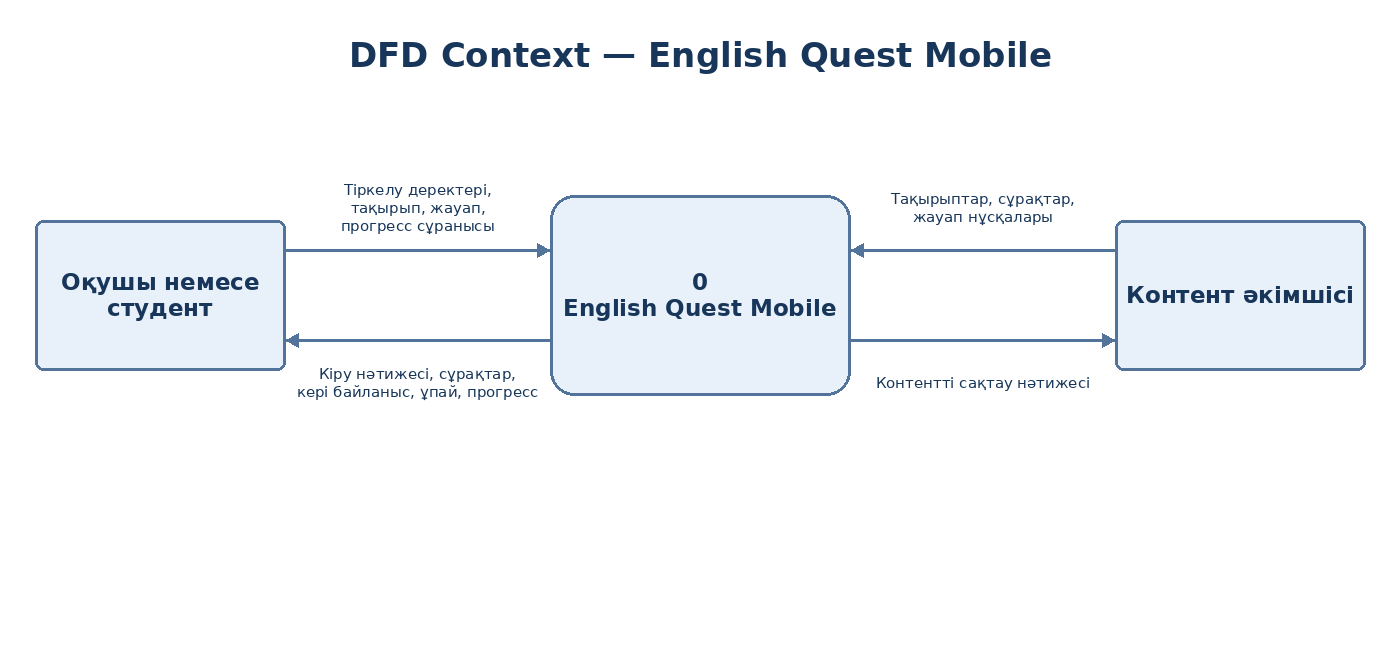 DFD Context — English Quest Mobile
Тіркелу деректері,
тақырып, жауап,
прогресс сұранысы
Тақырыптар, сұрақтар,
жауап нұсқалары
Оқушы немесе
студент
0
English Quest Mobile
Контент әкімшісі
Кіру нәтижесі, сұрақтар,
кері байланыс, ұпай, прогресс
Контентті сақтау нәтижесі